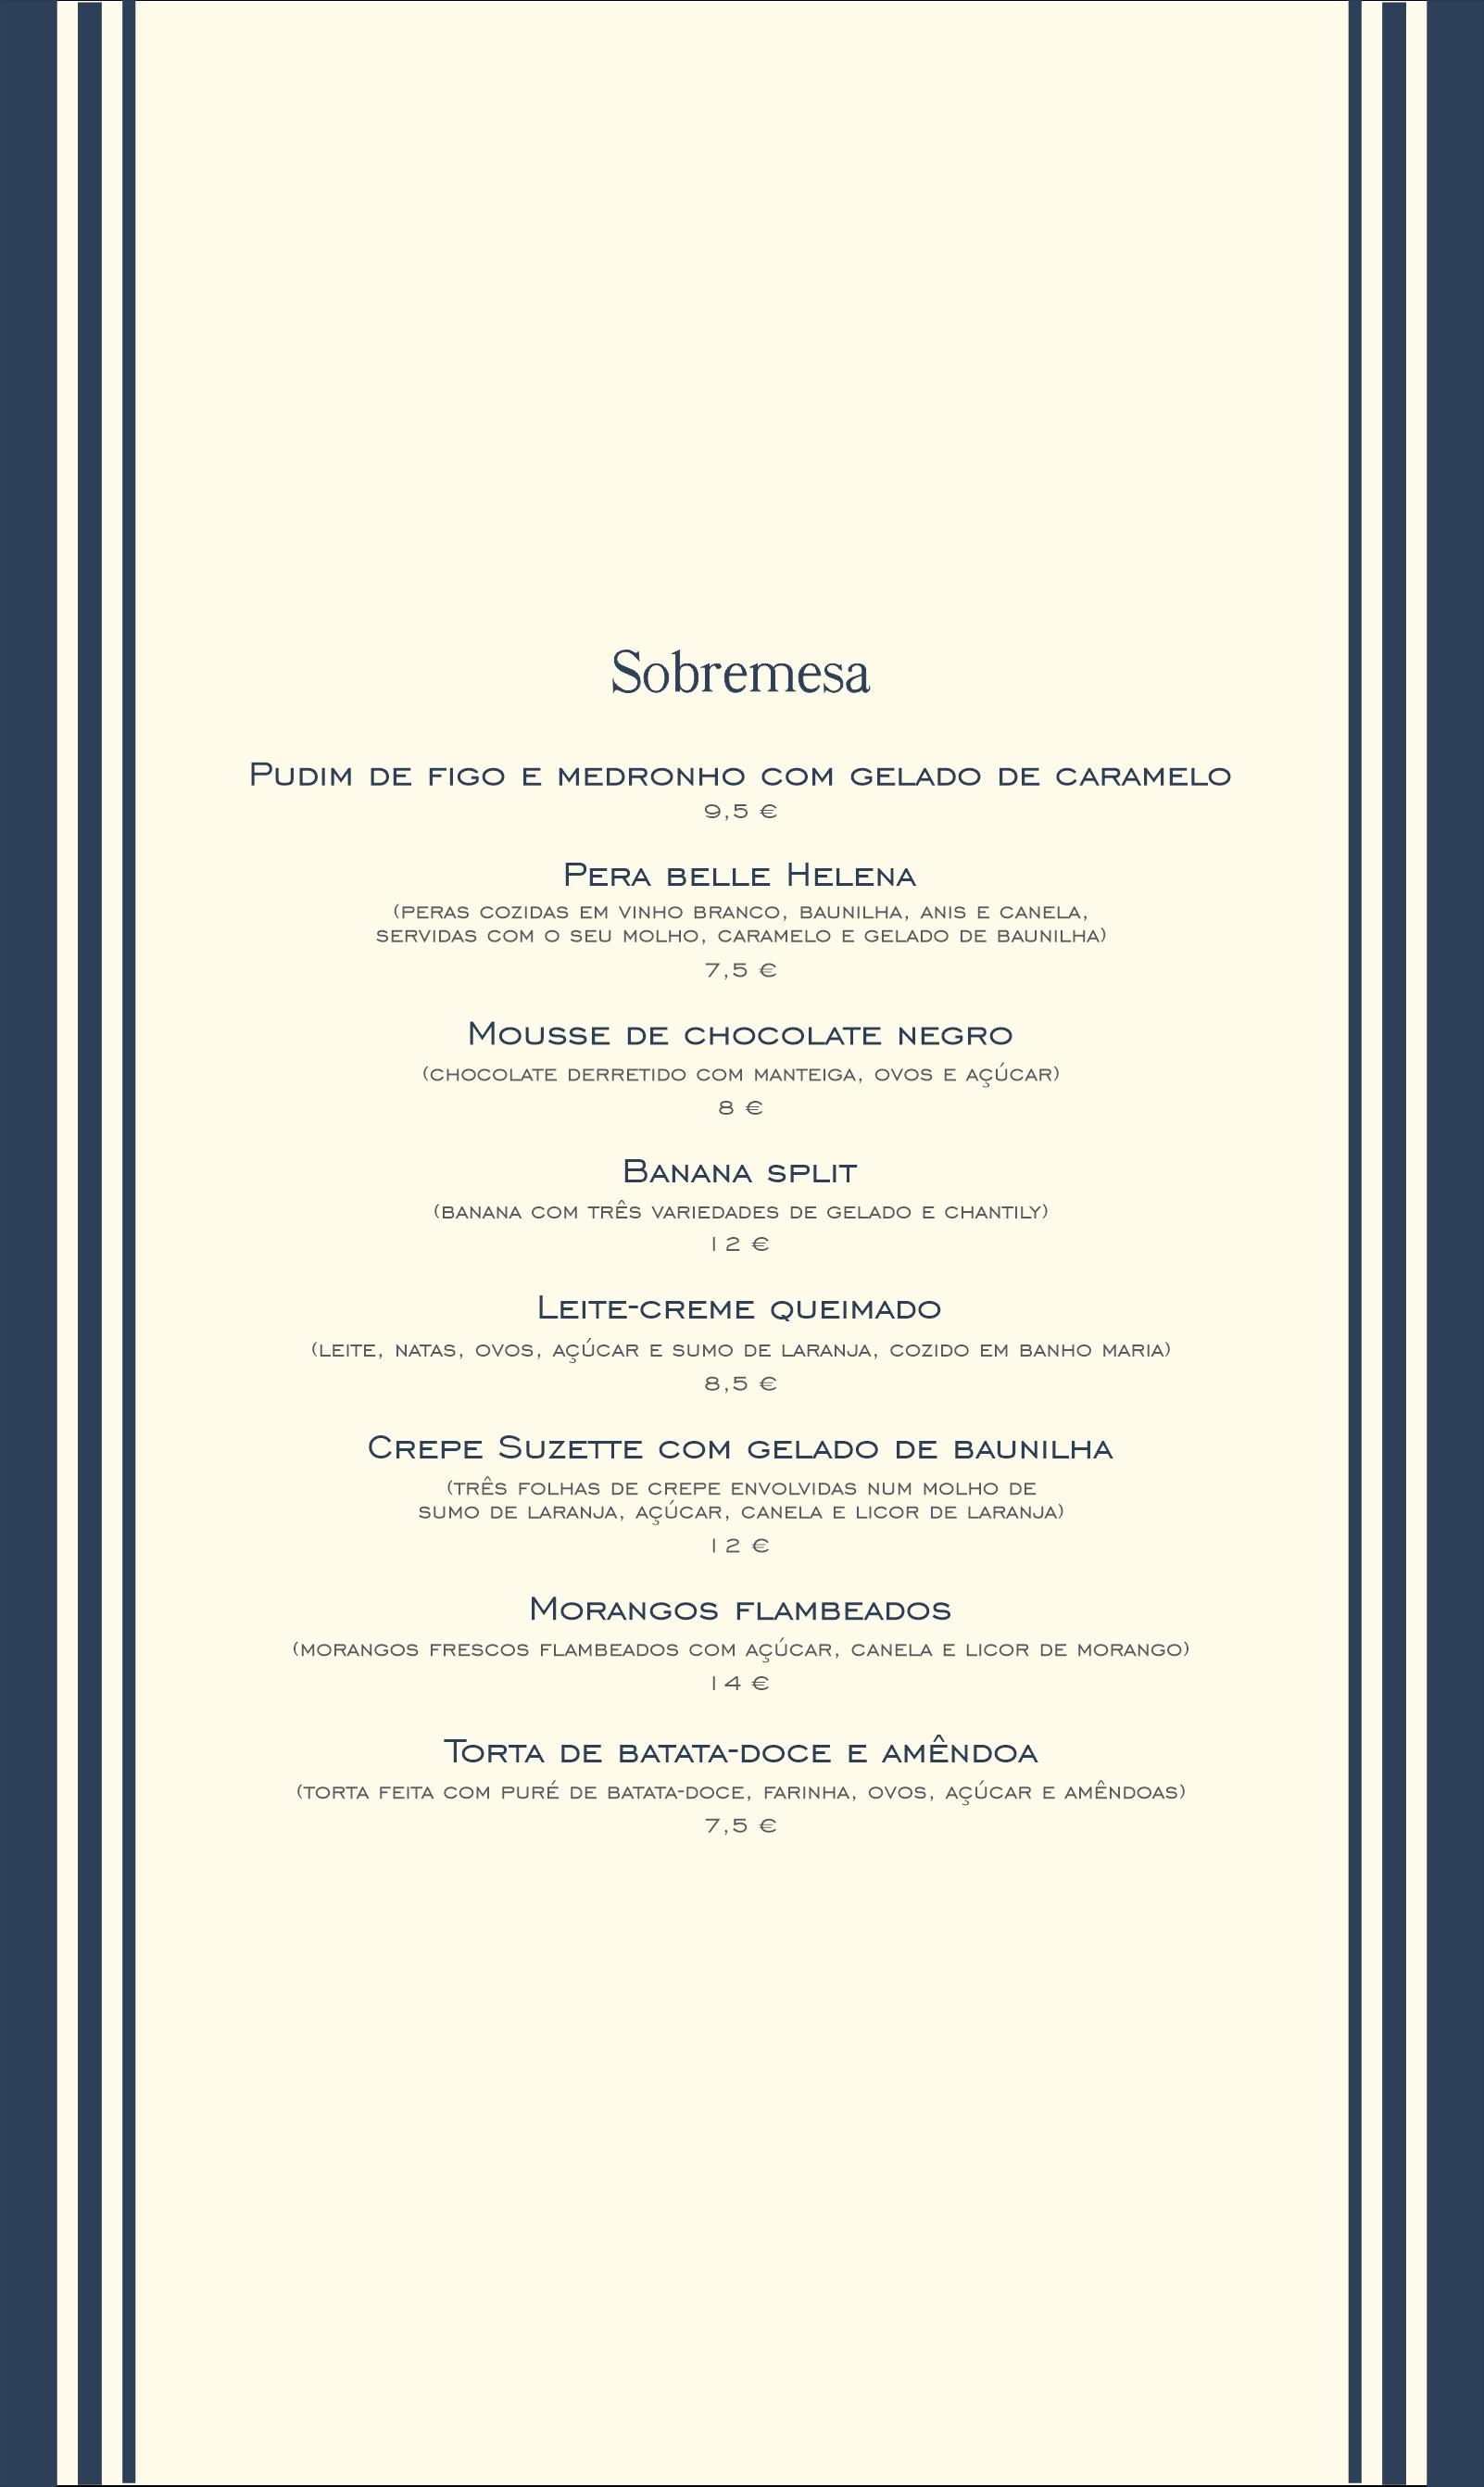 Sobremesa
Pudim de figo e medronho com gelado de caramelo
9,5 €
Pera belle Helena
(peras cozidas em vinho branco, baunilha, anis e canela,
servidas com o seu molho, caramelo e gelado de baunilha)
7,5 €
Mousse de chocolate negro
(chocolate derretido com manteiga, ovos e açúcar)
8 €
Banana split
(banana com três variedades de gelado e chantily)
12 €
Leite-creme queimado
(leite, natas, ovos, açúcar e sumo de laranja, cozido em banho maria)
8,5 €
Crepe Suzette com gelado de baunilha
(três folhas de crepe envolvidas num molho de
sumo de laranja, açúcar, canela e licor de laranja)
12 €
Morangos flambeados
(morangos frescos flambeados com açúcar, canela e licor de morango)
14 €
Torta de batata-doce e amêndoa
(torta feita com puré de batata-doce, farinha, ovos, açúcar e amêndoas)
7,5 €